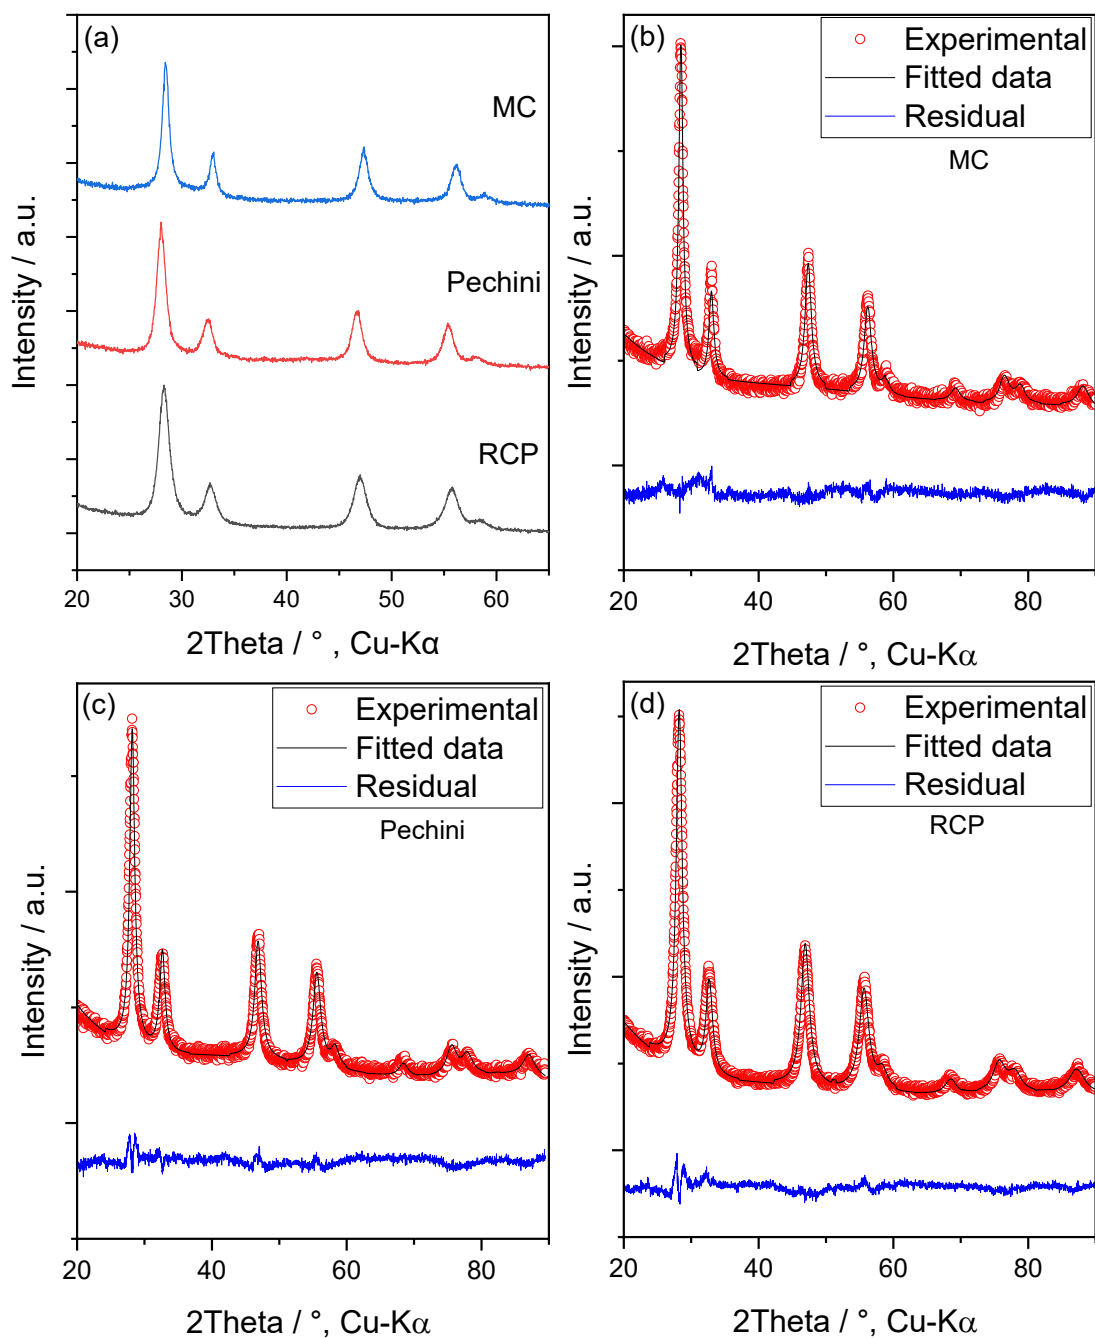 (a)
MC
Pechini
RCP
Intensity / a.u.
20 30 40 50 60
2Theta / ° , Cu-Kα
(b)
Experimental
Fitted data
Residual
MC
Intensity / a.u.
20 40 60 80
2Theta / °, Cu-Kα
(c)
Experimental
Fitted data
Residual
Pechini
Intensity / a.u.
20 40 60 80
2Theta / °, Cu-Kα
(d)
Experimental
Fitted data
Residual
RCP
Intensity / a.u.
20 40 60 80
2Theta / °, Cu-Kα